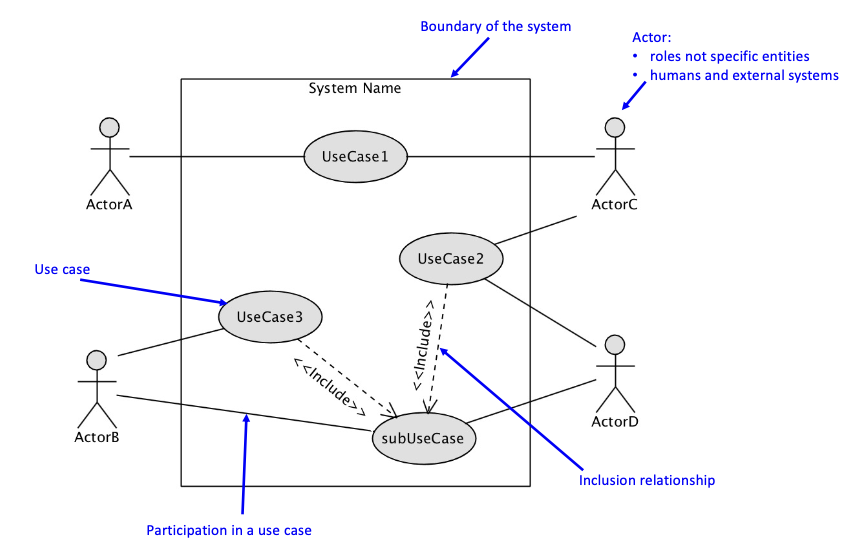 Boundary of the system
Actor:
• roles not specific entities
• humans and external systems
System Name
UseCase1
ActorA
ActorC
UseCase2
Use case
UseCase3
<<Include>>
<<Include>>
ActorB
subUseCase
ActorD
Inclusion relationship
Participation in a use case